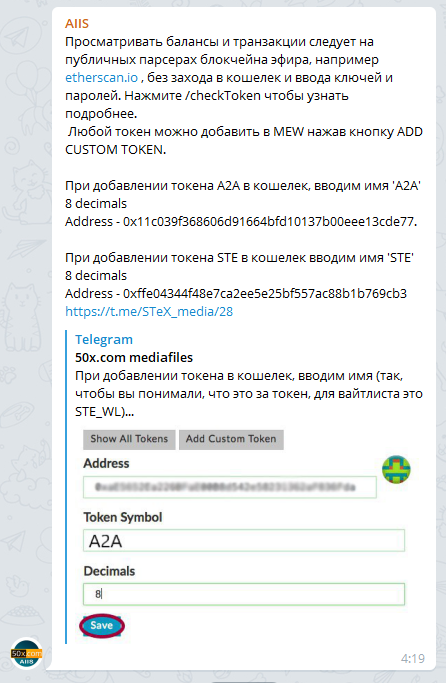 AIIS
Просматривать балансы и транзакции следует на
публичных парсерах блокчейна эфира, например
etherscan.io , без захода в кошелек и ввода ключей и
паролей. Нажмите /checkToken чтобы узнать
подробнее.
Любой токен можно добавить в MEW нажав кнопку ADD
CUSTOM TOKEN.
При добавлении токена A2A в кошелек, вводим имя 'A2A'
8 decimals
Address - 0x11c039f368606d91664bfd10137b00eee13cde77.
При добавлении токена STE в кошелек вводим имя 'STE'
8 decimals
Address - 0xffe04344f48e7ca2ee5e25bf557ac88b1b769cb3
https://t.me/STeX_media/28
Telegram
50x.com mediafiles
При добавлении токена в кошелек, вводим имя (так,
чтобы вы понимали, что это за токен, для вайтлиста это
STE_WL)...
Show All Tokens Add Custom Token
Address
Token Symbol
A2A
Decimals
8
Save
50x.com
AIIS
4:19